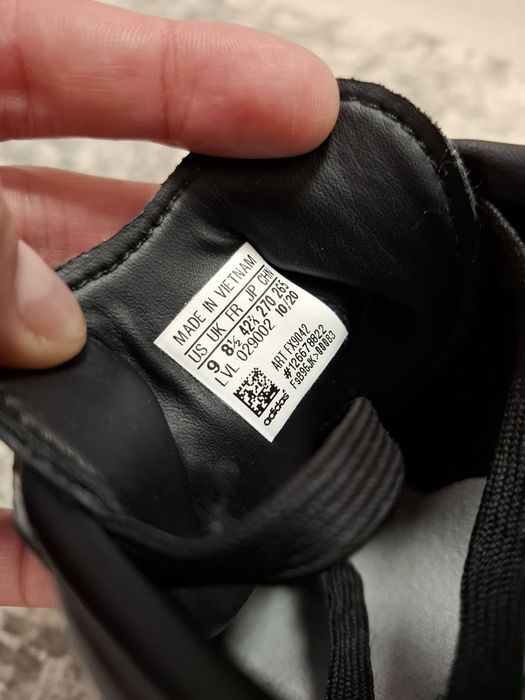 MADE IN VIETNAM
US UK FR JP CHN
9 8½ 42⅔ 270 265
LVL 029002 10/20
ART FX9042
#126678822
adidas